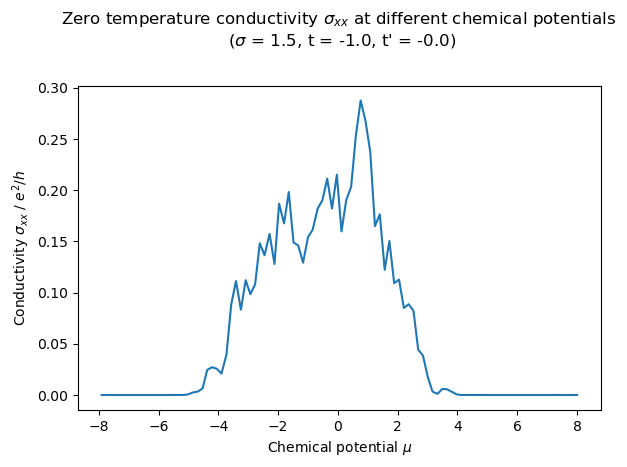 Zero temperature conductivity σxx at different chemical potentials
(σ = 1.5, t = -1.0, t' = -0.0)
0.30
0.25
0.20
0.15
0.10
0.05
0.00
Conductivity σxx / e²/h
−8 −6 −4 −2 0 2 4 6 8
Chemical potential μ